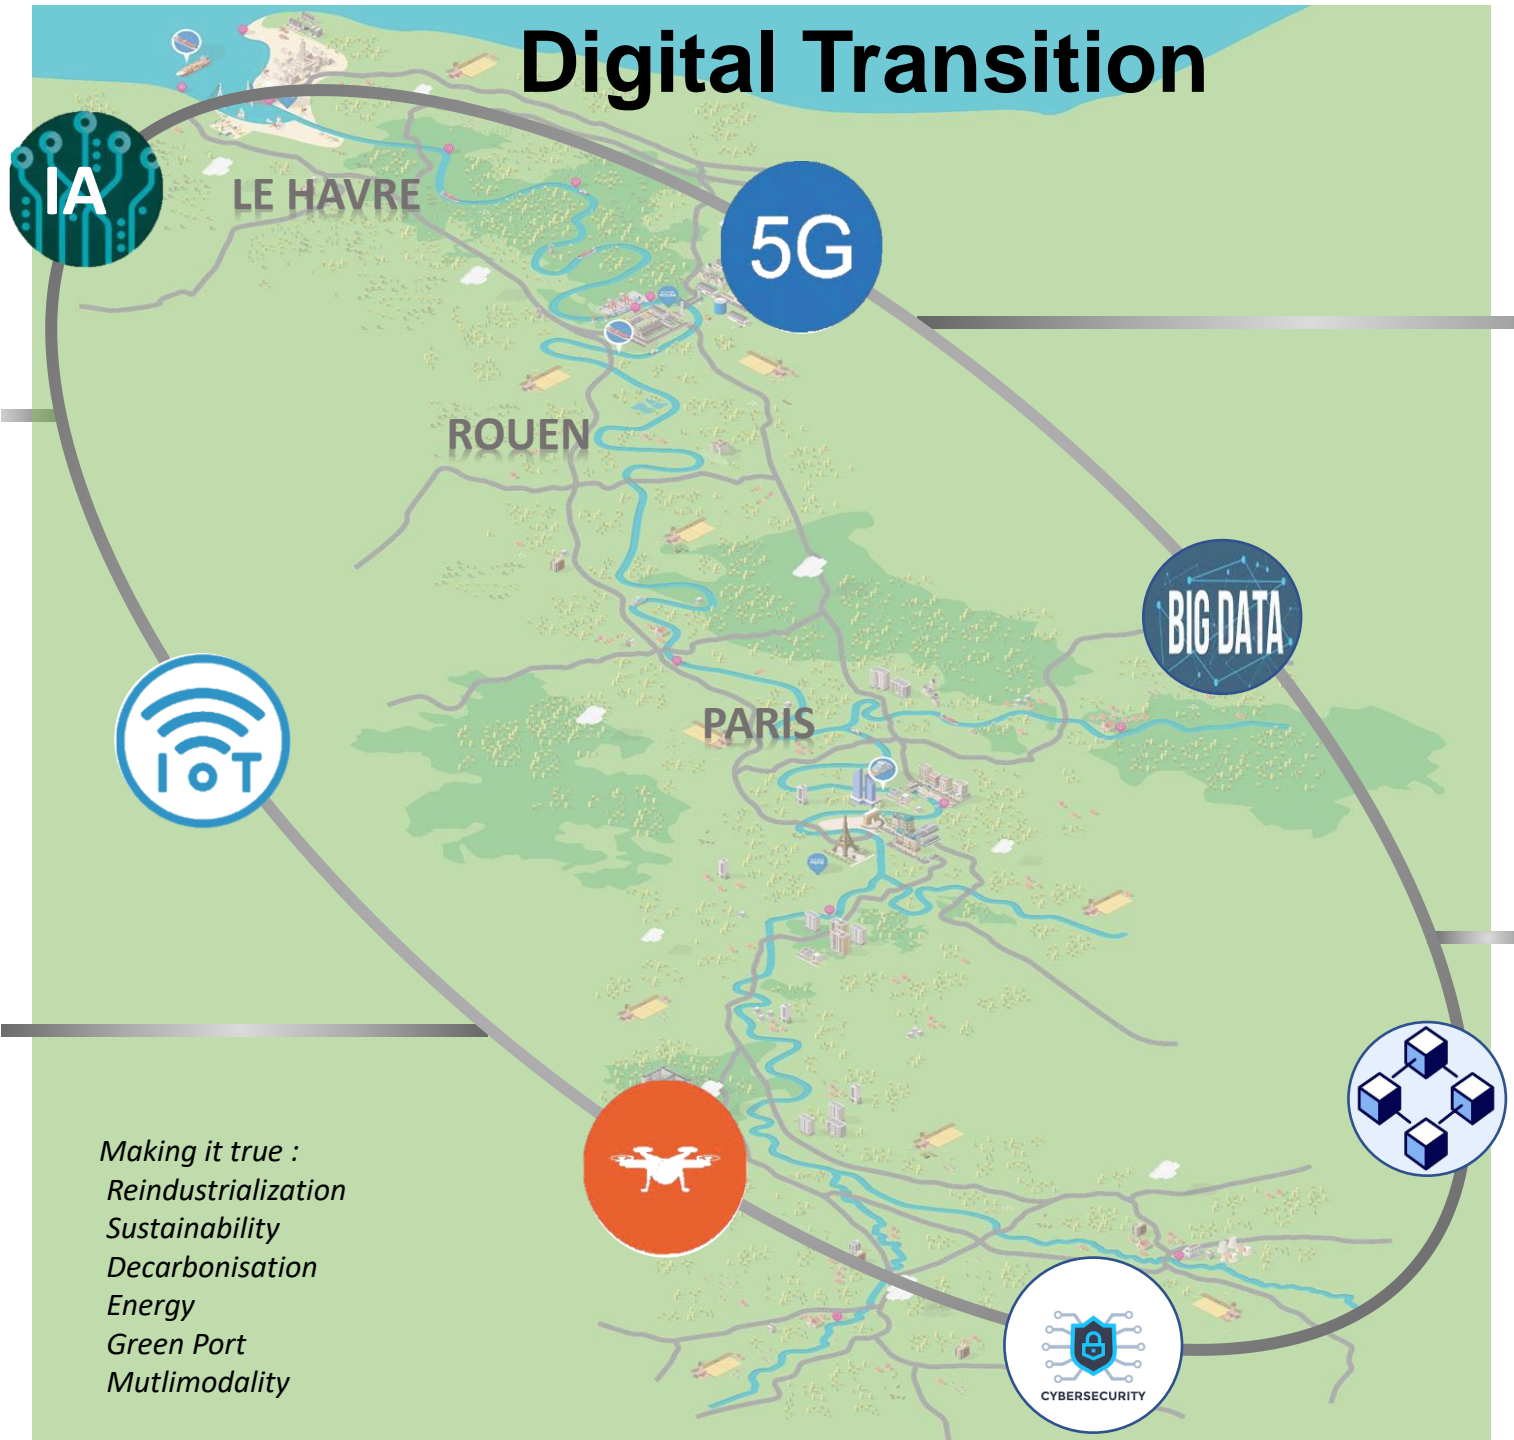 Digital Transition
IA
LE HAVRE
5G
ROUEN
BIG DATA
IoT
PARIS
Making it true :
Reindustrialization
Sustainability
Decarbonisation
Energy
Green Port
Mutlimodality
CYBERSECURITY